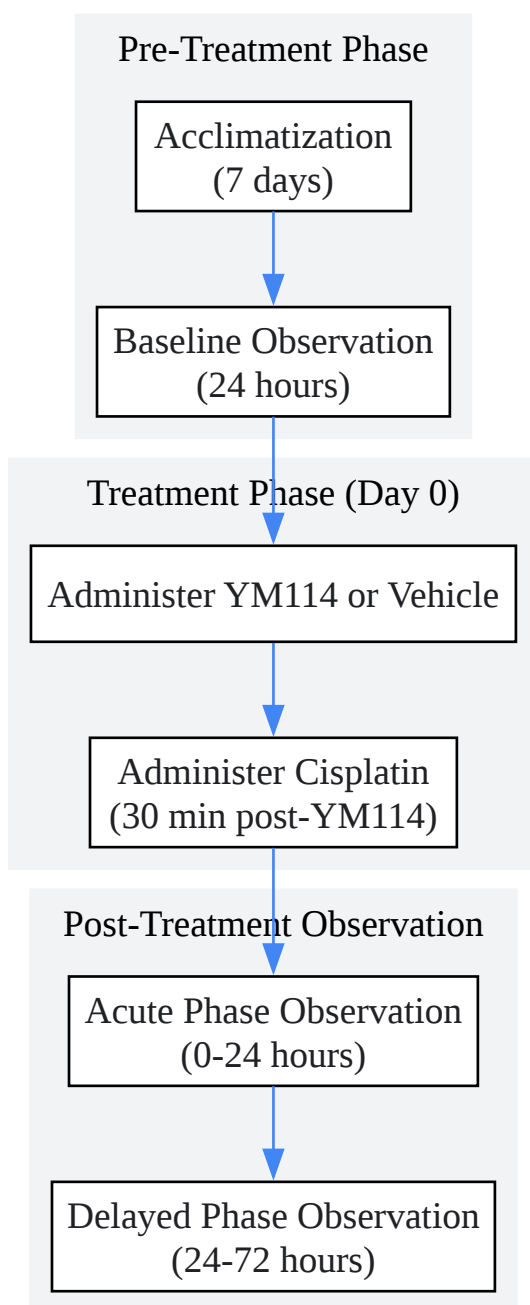 Pre-Treatment Phase
Acclimatization
(7 days)
Baseline Observation
(24 hours)
Treatment Phase (Day 0)
Administer YM114 or Vehicle
Administer Cisplatin
(30 min post-YM114)
Post-Treatment Observation
Acute Phase Observation
(0-24 hours)
Delayed Phase Observation
(24-72 hours)